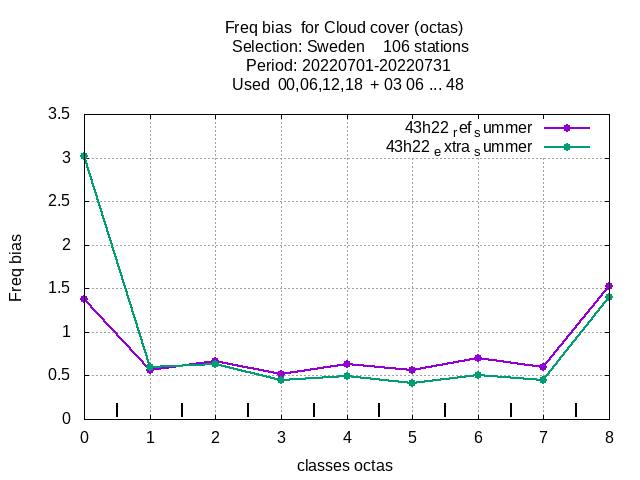 Freq bias  for Cloud cover (octas)
Selection: Sweden    106 stations
Period: 20220701-20220731
Used  00,06,12,18  + 03 06 ... 48
43h22 ref summer
43h22 extra summer
3.5
3
2.5
2
1.5
1
0.5
0
Freq bias
0 1 2 3 4 5 6 7 8
classes octas